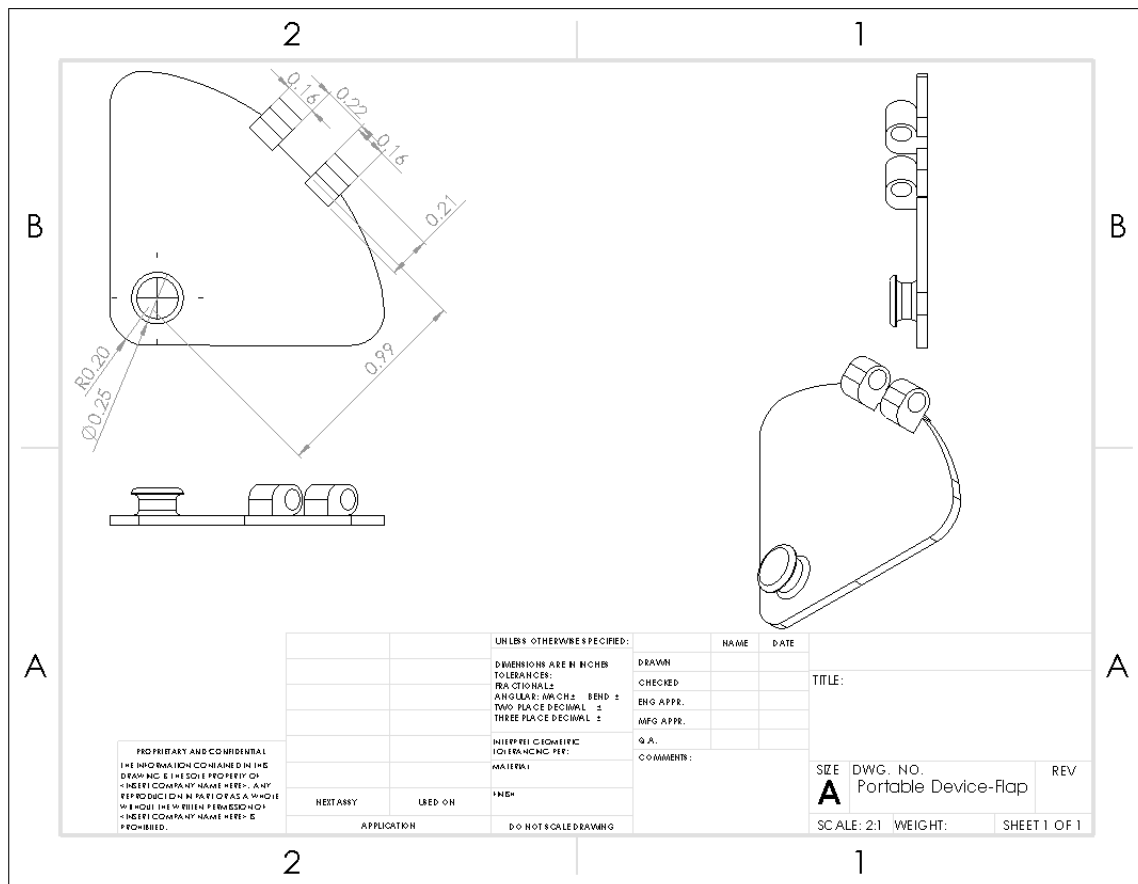 2
1
0.16
0.22
0.16
B
B
0.21
0.99
R0.20
Ø0.25
A
A
UNLESS OTHERWISE SPECIFIED:
NAME
DATE
DIMENSIONS ARE IN INCHES
TOLERANCES:
FRACTIONAL±
ANGULAR: MACH± BEND ±
TWO PLACE DECIMAL ±
THREE PLACE DECIMAL ±
DRAWN
CHECKED
ENG APPR.
MFG APPR.
Q.A.
COMMENTS:
TITLE:
INTERPRET GEOMETRIC
TOLERANCING PER:
MATERIAL
FINISH
PROPRIETARY AND CONFIDENTIAL
THE INFORMATION CONTAINED IN THIS
DRAWING IS THE SOLE PROPERTY OF
<INSERT COMPANY NAME HERE>. ANY
REPRODUCTION IN PART OR AS A WHOLE
WITHOUT THE WRITTEN PERMISSION OF
<INSERT COMPANY NAME HERE> IS
PROHIBITED.
NEXT ASSY
USED ON
APPLICATION
DO NOT SCALE DRAWING
SIZE
A
DWG. NO.
Portable Device-Flap
REV
SCALE: 2:1
WEIGHT:
SHEET 1 OF 1
2
1